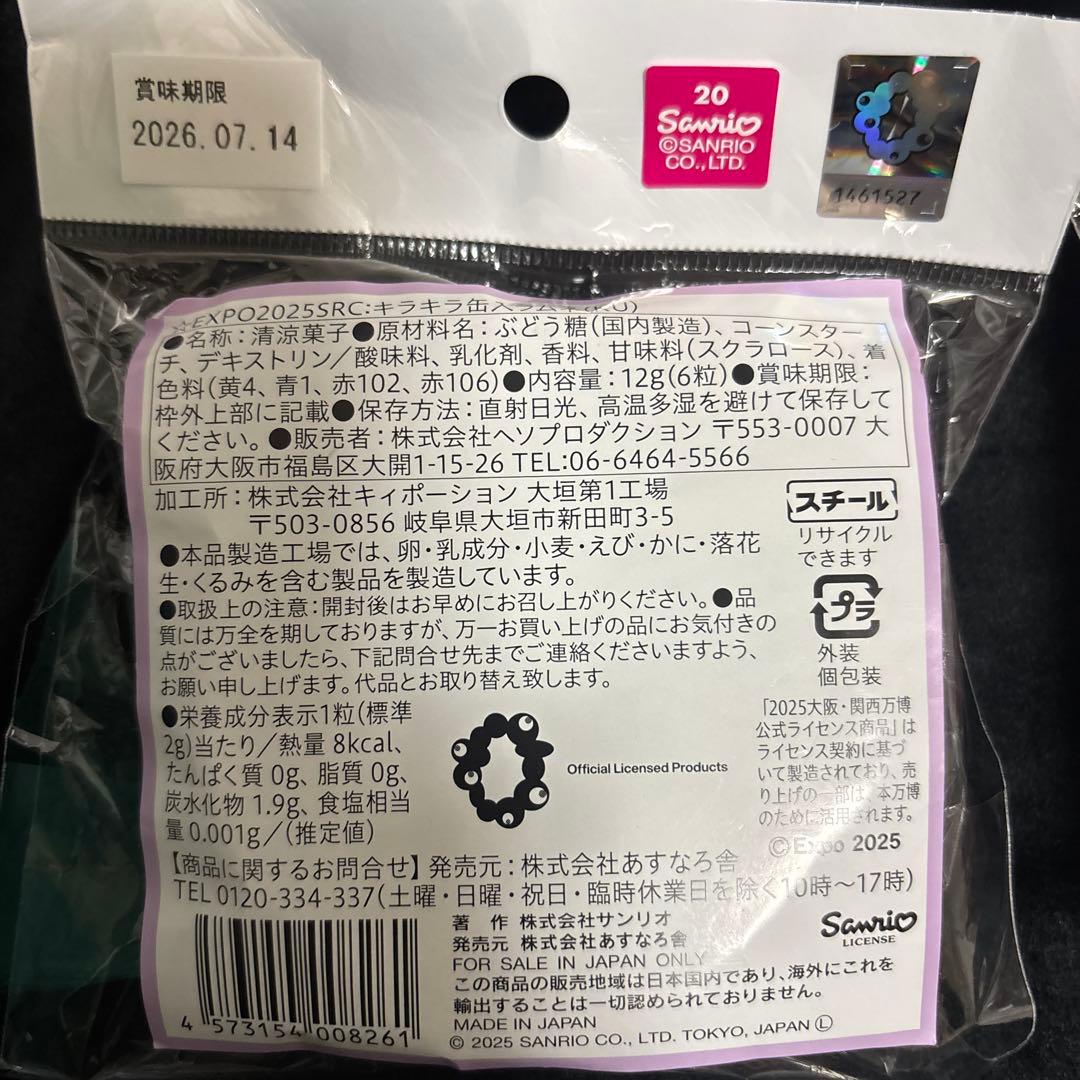 賞味期限
2026.07.14
20
Sanrio
©SANRIO
CO.,LTD.
1461527
☆EXPO2025SRC:キラキラ缶入ラムネ
●名称:清涼菓子●原材料名:ぶどう糖(国内製造)、コーンスター
チ、デキストリン/酸味料、乳化剤、香料、甘味料(スクラロース)、着
色料(黄4、青1、赤102、赤106)●内容量:12g(6粒)●賞味期限:
枠外上部に記載●保存方法:直射日光、高温多湿を避けて保存して
ください。●販売者:株式会社ヘソプロダクション 〒553-0007 大
阪府大阪市福島区大開1-15-26 TEL:06-6464-5566
加工所:株式会社キィポーション 大垣第1工場
〒503-0856 岐阜県大垣市新田町3-5
●本品製造工場では、卵・乳成分・小麦・えび・かに・落花
生・くるみを含む製品を製造しています。
●取扱上の注意:開封後はお早めにお召し上がりください。●品
質には万全を期しておりますが、万一お買い上げの品にお気付きの
点がございましたら、下記問合せ先までご連絡くださいますよう、
お願い申し上げます。代品とお取り替え致します。
スチール
リサイクル
できます
プラ
外装
個包装
●栄養成分表示1粒(標準
2g)当たり/熱量 8kcal、
たんぱく質 0g、脂質 0g、
炭水化物 1.9g、食塩相当
量 0.001g/(推定値)
Official Licensed Products
「2025大阪・関西万博
公式ライセンス商品」は
ライセンス契約に基づ
いて製造されており、売
り上げの一部は、本万博
のために活用されます。
©Expo 2025
【商品に関するお問合せ】発売元:株式会社あすなろ舎
TEL 0120-334-337(土曜・日曜・祝日・臨時休業日を除く10時~17時)
著 作 株式会社サンリオ
発売元 株式会社あすなろ舎
FOR SALE IN JAPAN ONLY
この商品の販売地域は日本国内であり、海外にこれを
輸出することは一切認められておりません。
MADE IN JAPAN
© 2025 SANRIO CO., LTD. TOKYO, JAPAN Ⓛ
Sanrio
LICENSE
4 573154 008261